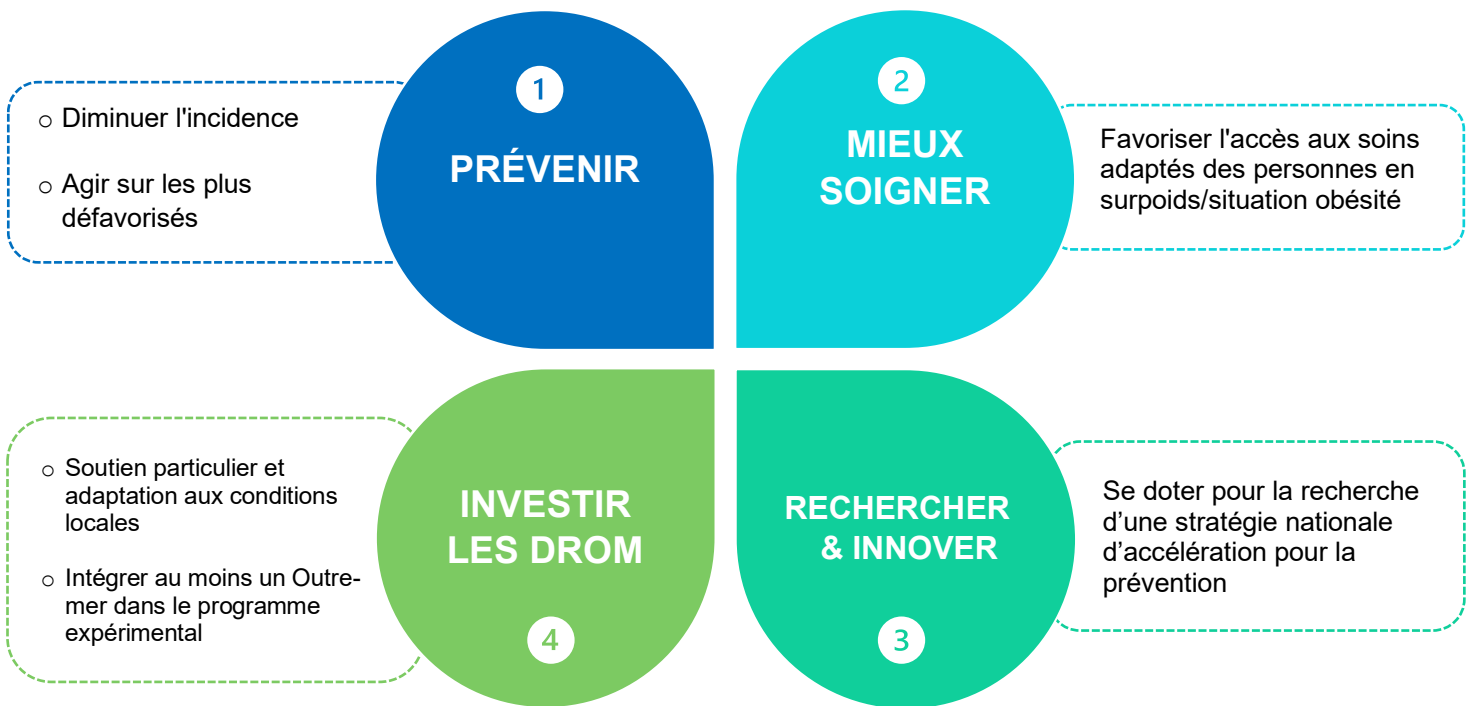 1
PRÉVENIR
○ Diminuer l'incidence
○ Agir sur les plus
défavorisés
2
MIEUX
SOIGNER
Favoriser l'accès aux soins
adaptés des personnes en
surpoids/situation obésité
RECHERCHER
& INNOVER
3
Se doter pour la recherche
d’une stratégie nationale
d’accélération pour la
prévention
INVESTIR
LES DROM
4
○ Soutien particulier et
adaptation aux conditions
locales
○ Intégrer au moins un Outre-
mer dans le programme
expérimental